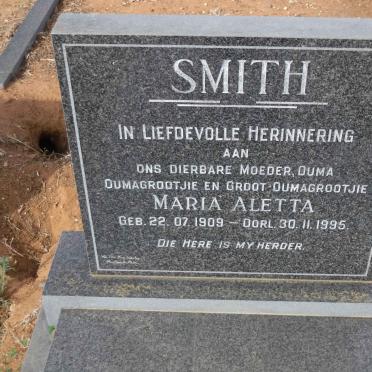 SMITH
IN LIEFDEVOLLE HERINNERING
AAN
ONS DIERBARE MOEDER, OUMA
OUMAGROOTJIE EN GROOT-OUMAGROOTJIE
MARIA ALETTA
GEB. 22.07.1909 – OORL. 30.11.1995.
DIE HERE IS MY HERDER.